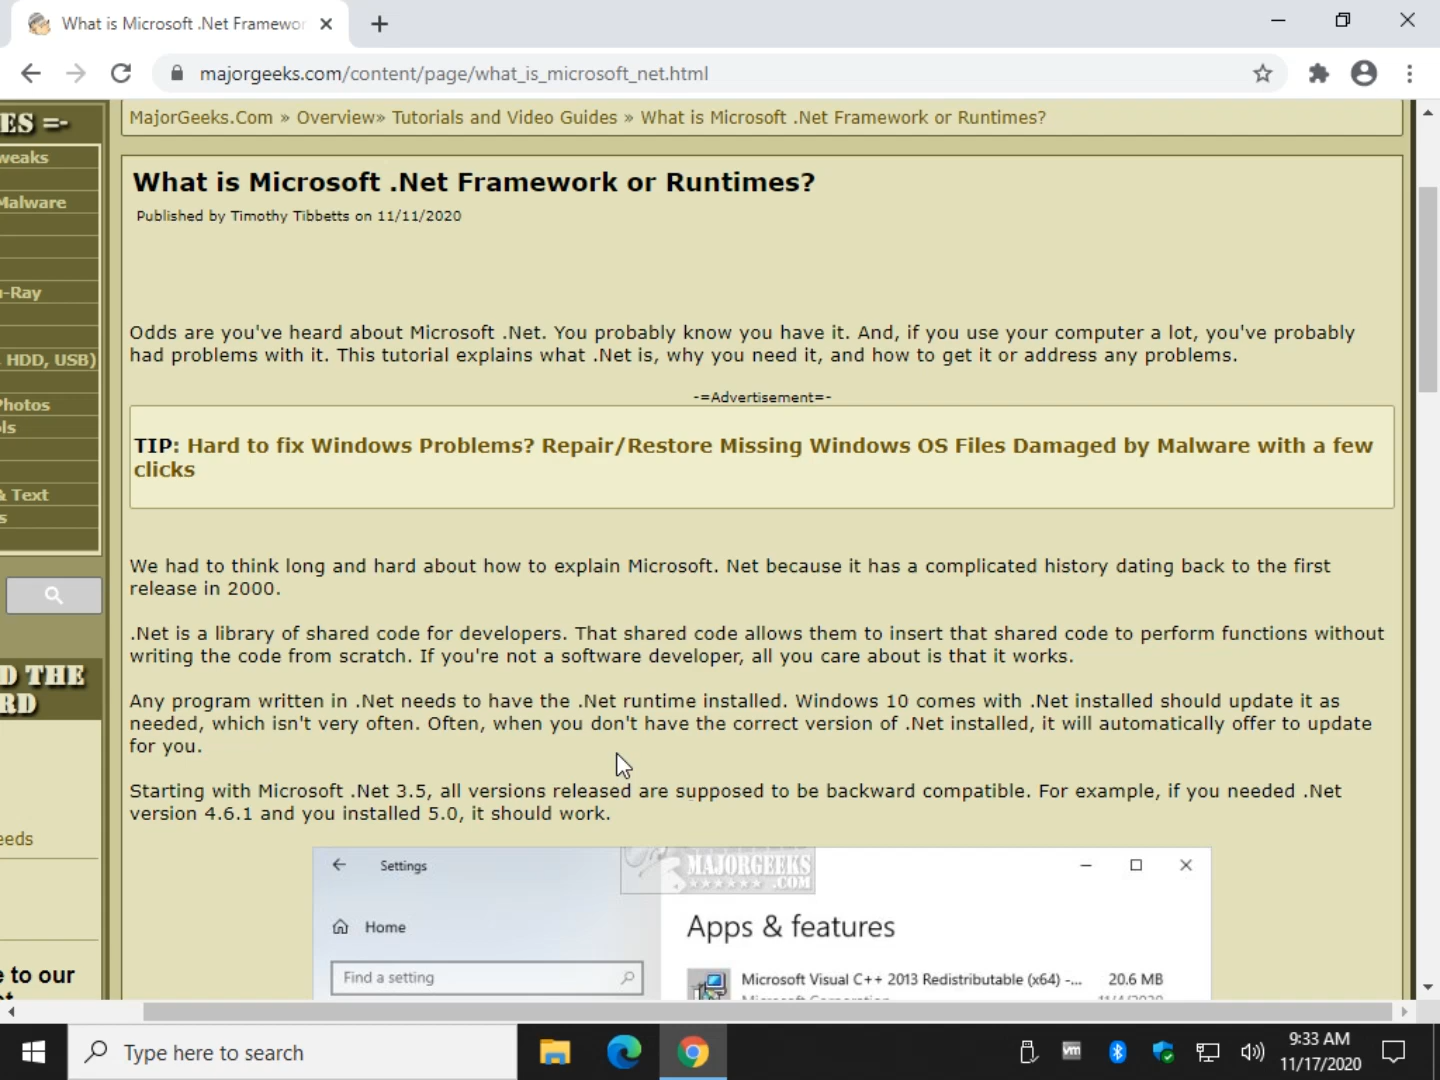 What is Microsoft .Net Framewor
majorgeeks.com/content/page/what_is_microsoft_net.html
ES =-
weaks
Malware
-Ray
HDD, USB)
Photos
ls
& Text
s
D THE
RD
eeds
e to our
MajorGeeks.Com » Overview» Tutorials and Video Guides » What is Microsoft .Net Framework or Runtimes?
What is Microsoft .Net Framework or Runtimes?
Published by Timothy Tibbetts on 11/11/2020
Odds are you've heard about Microsoft .Net. You probably know you have it. And, if you use your computer a lot, you've probably
had problems with it. This tutorial explains what .Net is, why you need it, and how to get it or address any problems.
-=Advertisement=-
TIP: Hard to fix Windows Problems? Repair/Restore Missing Windows OS Files Damaged by Malware with a few
clicks
We had to think long and hard about how to explain Microsoft. Net because it has a complicated history dating back to the first
release in 2000.
.Net is a library of shared code for developers. That shared code allows them to insert that shared code to perform functions without
writing the code from scratch. If you're not a software developer, all you care about is that it works.
Any program written in .Net needs to have the .Net runtime installed. Windows 10 comes with .Net installed should update it as
needed, which isn't very often. Often, when you don't have the correct version of .Net installed, it will automatically offer to update
for you.
Starting with Microsoft .Net 3.5, all versions released are supposed to be backward compatible. For example, if you needed .Net
version 4.6.1 and you installed 5.0, it should work.
Settings
MAJORGEEKS
.COM
Home
Find a setting
Apps & features
Microsoft Visual C++ 2013 Redistributable (x64) -...
20.6 MB
Microsoft Corporation
11/4/2020
Type here to search
vm
9:33 AM
11/17/2020